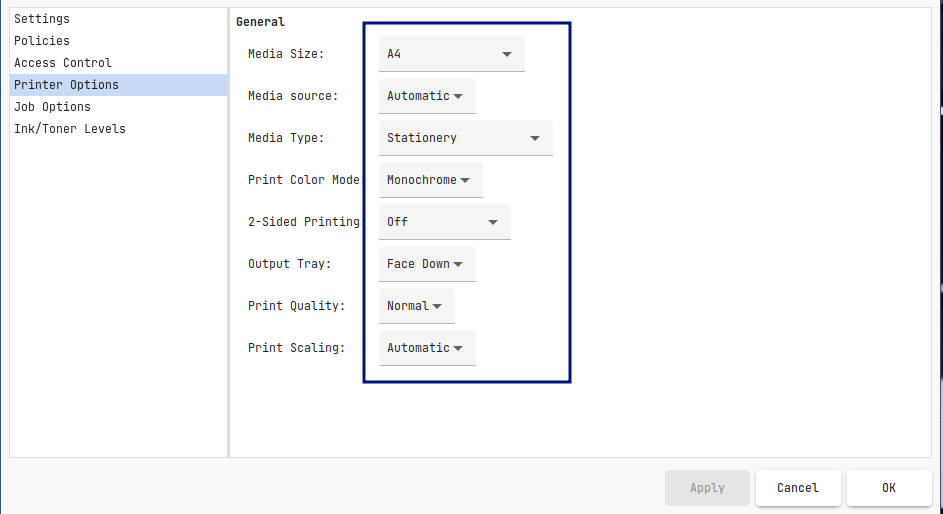 Settings
Policies
Access Control
Printer Options
Job Options
Ink/Toner Levels
General
Media Size: A4
Media source: Automatic
Media Type: Stationery
Print Color Mode Monochrome
2-Sided Printing Off
Output Tray: Face Down
Print Quality: Normal
Print Scaling: Automatic
Apply Cancel OK